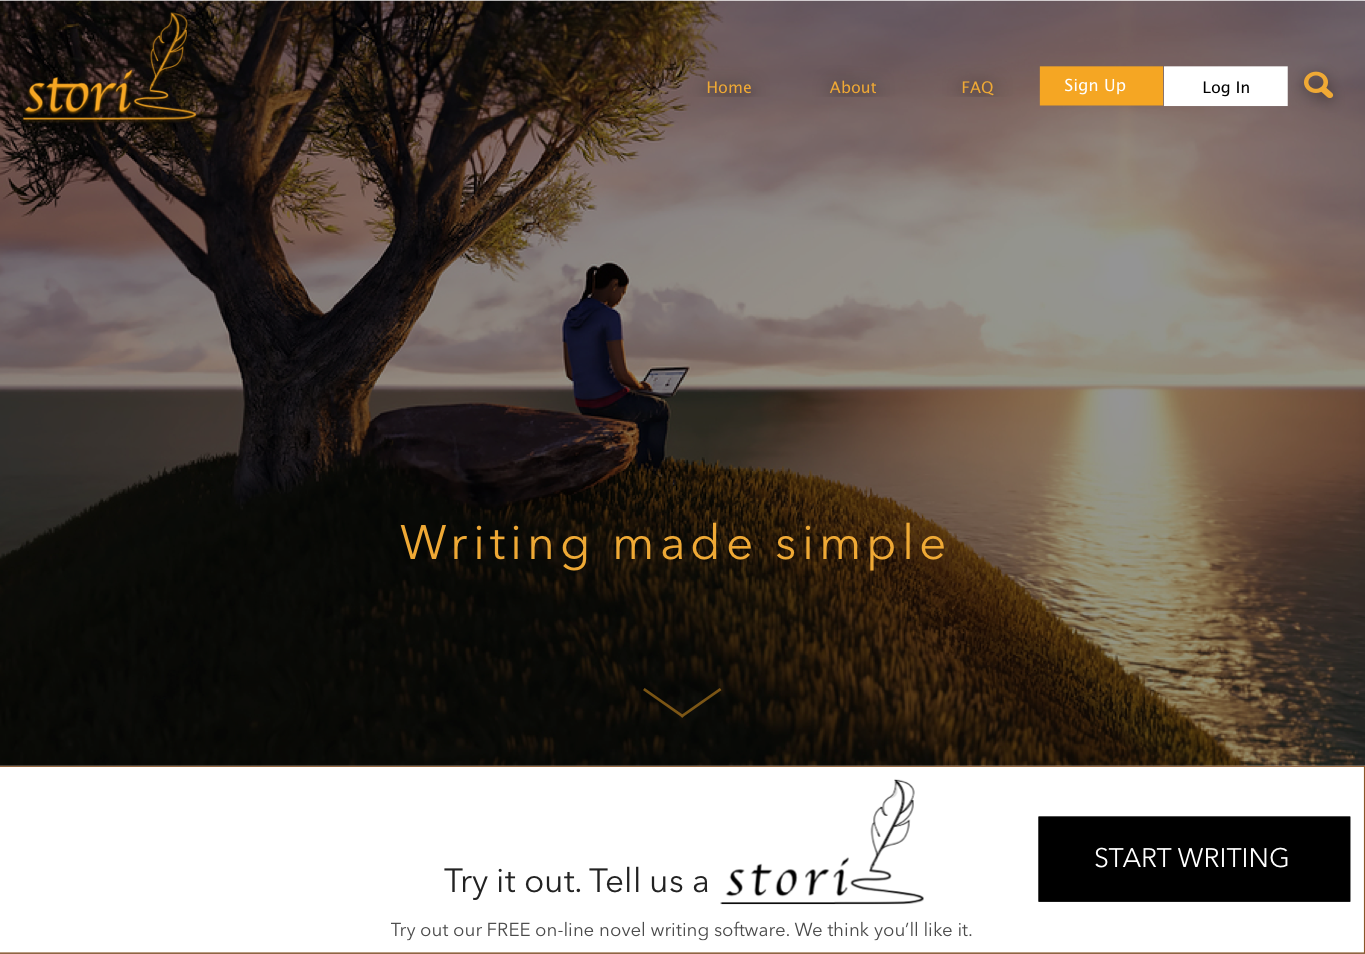 stori
Home About FAQ Sign Up Log In
Writing made simple
Try it out. Tell us a stori
START WRITING
Try out our FREE on-line novel writing software. We think you’ll like it.